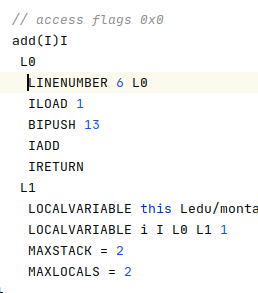 // access flags 0x0
add(I)I
L0
LINENUMBER 6 L0
ILOAD 1
BIPUSH 13
IADD
IRETURN
L1
LOCALVARIABLE this Ledu/monta
LOCALVARIABLE i I L0 L1 1
MAXSTACK = 2
MAXLOCALS = 2